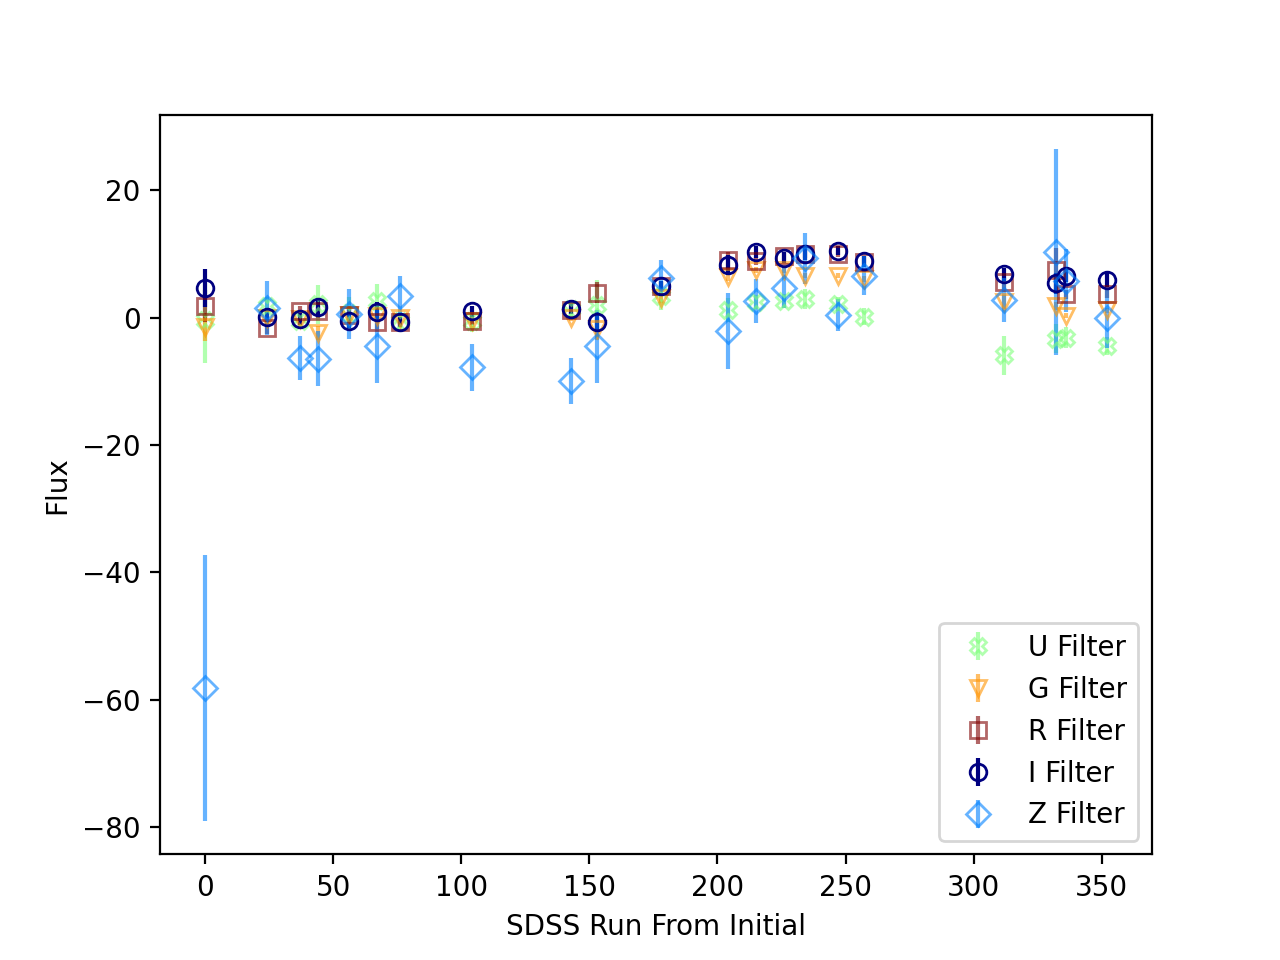 20
0
−20
−40
−60
−80
Flux
0 50 100 150 200 250 300 350
SDSS Run From Initial
U Filter
G Filter
R Filter
I Filter
Z Filter